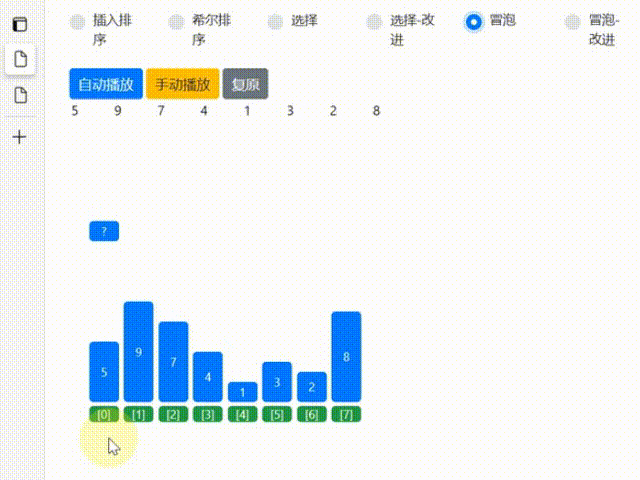 插入排
序
希尔排
序
选择
选择-改
进
冒泡
冒泡-
改进
自动播放 手动播放 复原
5 9 7 4 1 3 2 8
?
5 9 7 4 1 3 2 8
[0] [1] [2] [3] [4] [5] [6] [7]